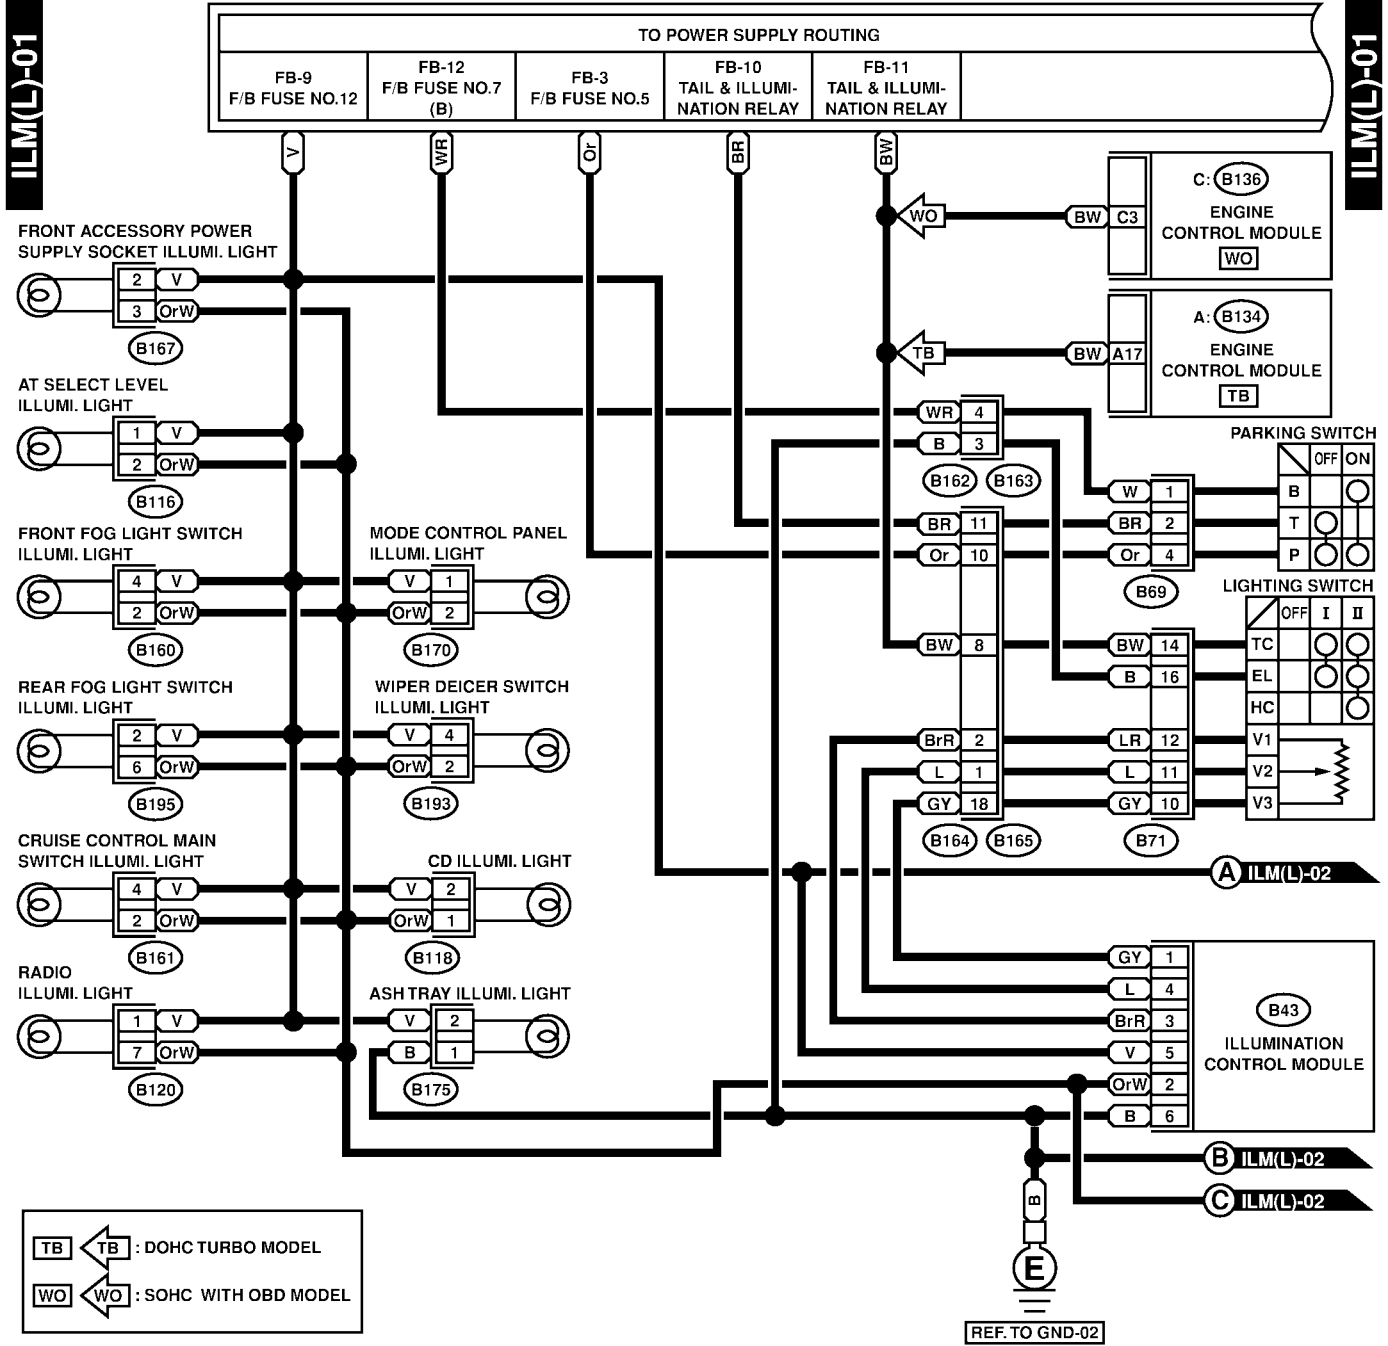 ILM(L)-01
ILM(L)-01
TO POWER SUPPLY ROUTING
FB-9
F/B FUSE NO.12
FB-12
F/B FUSE NO.7
(B)
FB-3
F/B FUSE NO.5
FB-10
TAIL & ILLUMI-
NATION RELAY
FB-11
TAIL & ILLUMI-
NATION RELAY
V
WR
Or
BR
BW
WO
BW
C3
C: B136
ENGINE
CONTROL MODULE
WO
TB
BW
A17
A: B134
ENGINE
CONTROL MODULE
TB
FRONT ACCESSORY POWER
SUPPLY SOCKET ILLUMI. LIGHT
2 V
3 OrW
B167
AT SELECT LEVEL
ILLUMI. LIGHT
1 V
2 OrW
B116
FRONT FOG LIGHT SWITCH
ILLUMI. LIGHT
4 V
2 OrW
B160
MODE CONTROL PANEL
ILLUMI. LIGHT
V 1
OrW 2
B170
REAR FOG LIGHT SWITCH
ILLUMI. LIGHT
2 V
6 OrW
B195
WIPER DEICER SWITCH
ILLUMI. LIGHT
V 4
OrW 2
B193
CRUISE CONTROL MAIN
SWITCH ILLUMI. LIGHT
4 V
2 OrW
B161
CD ILLUMI. LIGHT
V 2
OrW 1
B118
RADIO
ILLUMI. LIGHT
1 V
7 OrW
B120
ASH TRAY ILLUMI. LIGHT
V 2
B 1
B175
WR 4
B 3
B162 B163
BR 11
Or 10
BW 8
BrR 2
L 1
GY 18
B164 B165
W 1
BR 2
Or 4
B69
PARKING SWITCH
OFF ON
B
T
P
LIGHTING SWITCH
OFF I II
BW 14 TC
B 16 EL
HC
LR 12 V1
L 11 V2
GY 10 V3
B71
A ILM(L)-02
GY 1
L 4
BrR 3
V 5
OrW 2
B 6
B43
ILLUMINATION
CONTROL MODULE
B ILM(L)-02
C ILM(L)-02
B
E
REF. TO GND-02
TB TB : DOHC TURBO MODEL
WO WO : SOHC WITH OBD MODEL